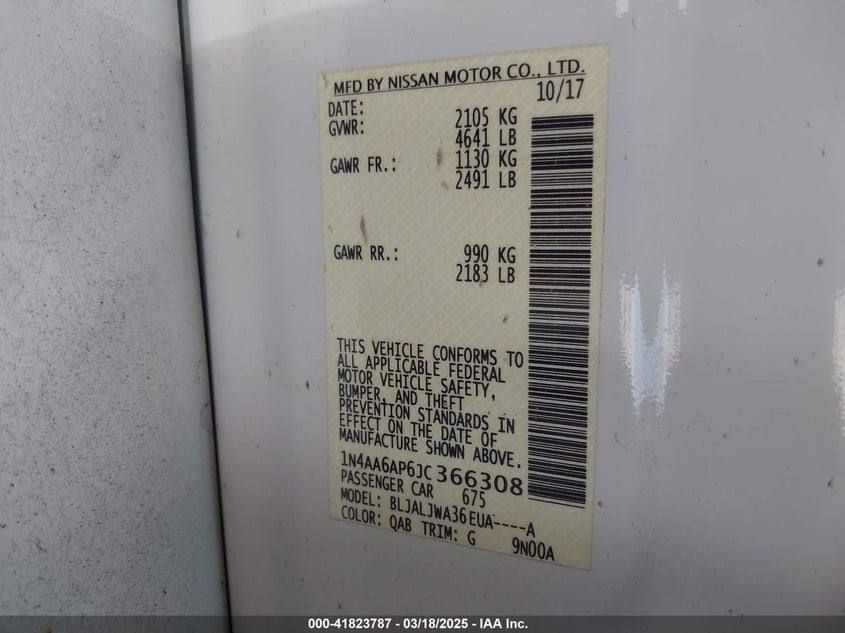 MFD BY NISSAN MOTOR CO., LTD.
DATE: 10/17
GVWR: 2105 KG
4641 LB
GAWR FR.: 1130 KG
2491 LB
GAWR RR.: 990 KG
2183 LB
THIS VEHICLE CONFORMS TO
ALL APPLICABLE FEDERAL
MOTOR VEHICLE SAFETY,
BUMPER, AND THEFT
PREVENTION STANDARDS IN
EFFECT ON THE DATE OF
MANUFACTURE SHOWN ABOVE.
1N4AA6AP6JC366308
PASSENGER CAR 675
MODEL: BLJALJWA36EUA----A
COLOR: QAB TRIM: G 9N00A
000-41823787 - 03/18/2025 - IAA Inc.